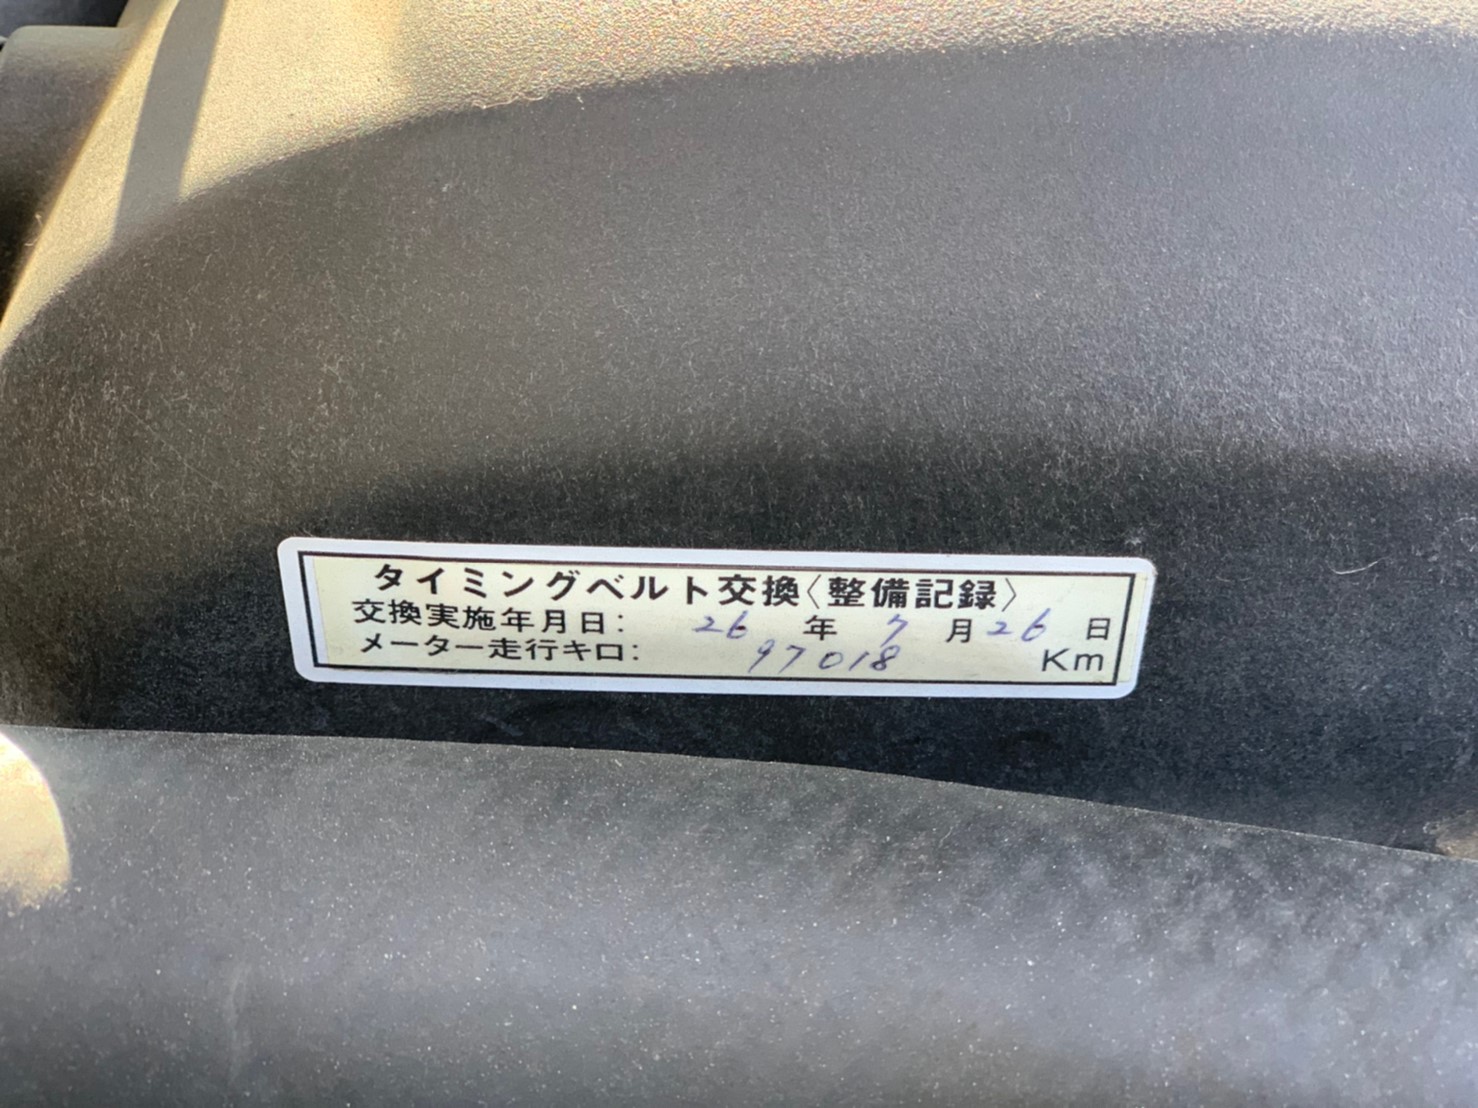 タイミングベルト交換〈整備記録〉
交換実施年月日: 26 年 7 月 26 日
メーター走行キロ: 97018 Km